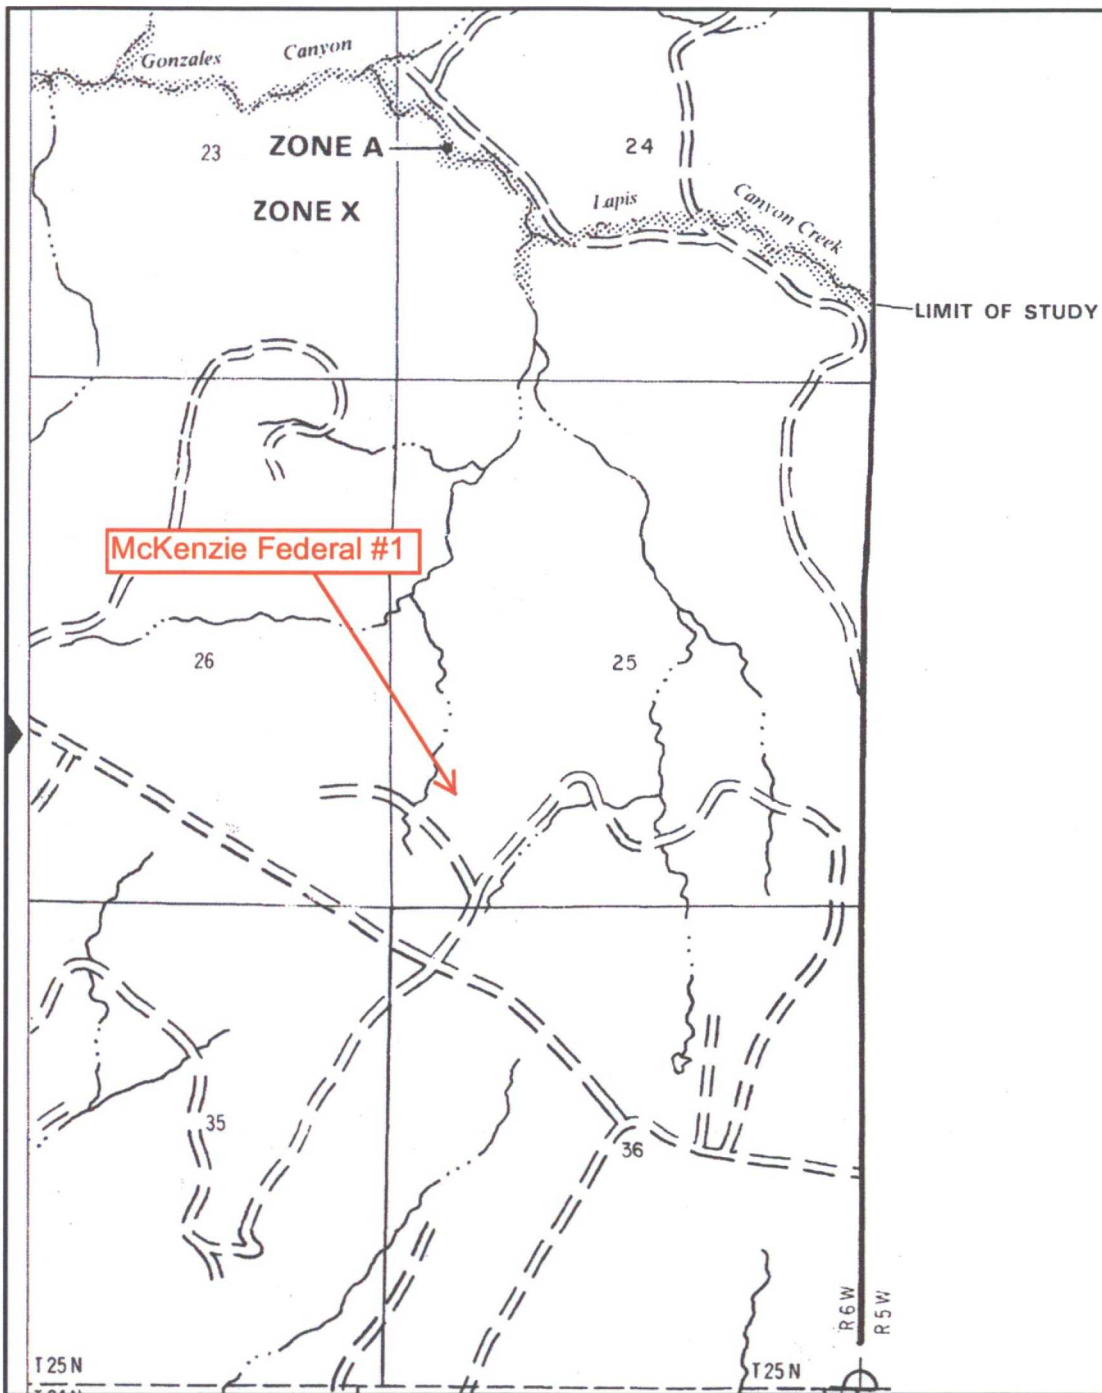 Gonzales Canyon
23
ZONE A
24
ZONE X
Lapis
Canyon Creek
LIMIT OF STUDY
McKenzie Federal #1
26
25
35
36
R6W
R5W
T25N
T25N